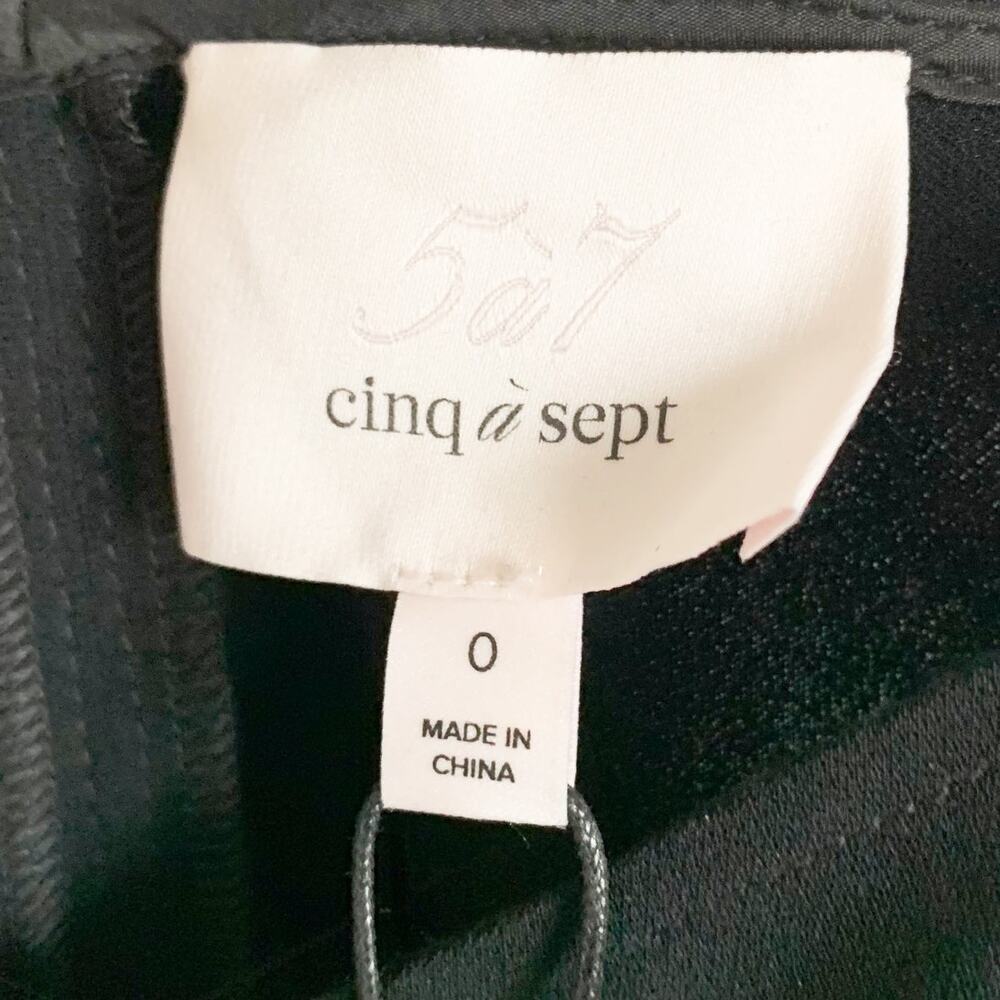 5à7
cinq à sept
0
MADE IN
CHINA